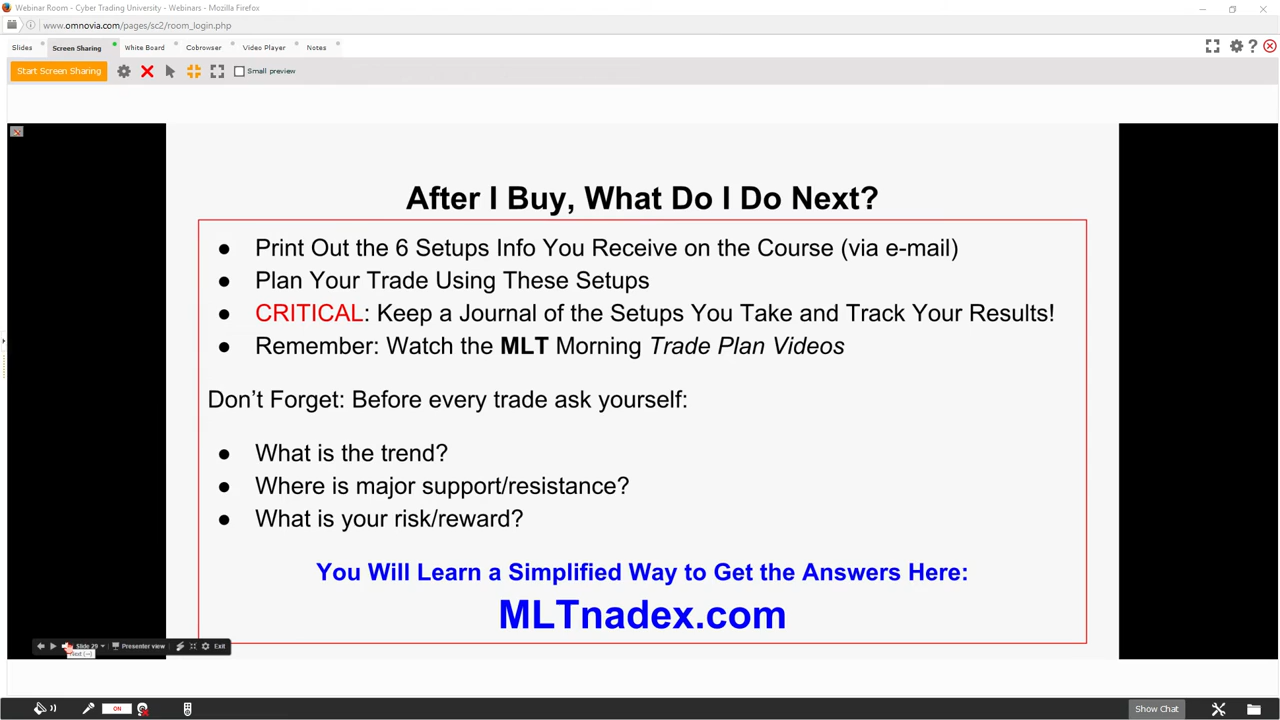 Webinar Room - Cyber Trading University - Webinars - Mozilla Firefox
www.omnovia.com/pages/sc2/room_login.php
Slides Screen Sharing White Board Cobrowser Video Player Notes
Start Screen Sharing Small preview
After I Buy, What Do I Do Next?
● Print Out the 6 Setups Info You Receive on the Course (via e-mail)
● Plan Your Trade Using These Setups
● CRITICAL: Keep a Journal of the Setups You Take and Track Your Results!
● Remember: Watch the MLT Morning Trade Plan Videos
Don't Forget: Before every trade ask yourself:
● What is the trend?
● Where is major support/resistance?
● What is your risk/reward?
You Will Learn a Simplified Way to Get the Answers Here:
MLTnadex.com
Slide 29 Presenter view Exit
Next (→)
ON Show Chat